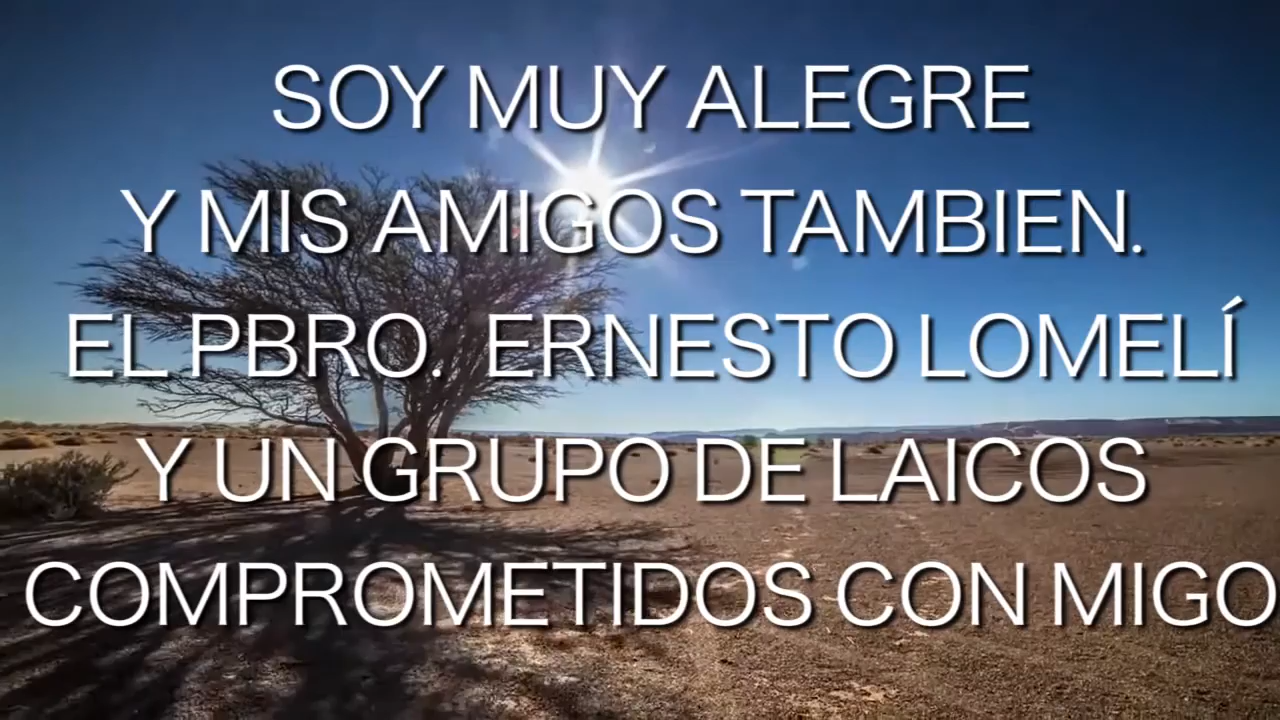 SOY MUY ALEGRE
Y MIS AMIGOS TAMBIEN.
EL PBRO. ERNESTO LOMELÍ
Y UN GRUPO DE LAICOS
COMPROMETIDOS CON MIGO